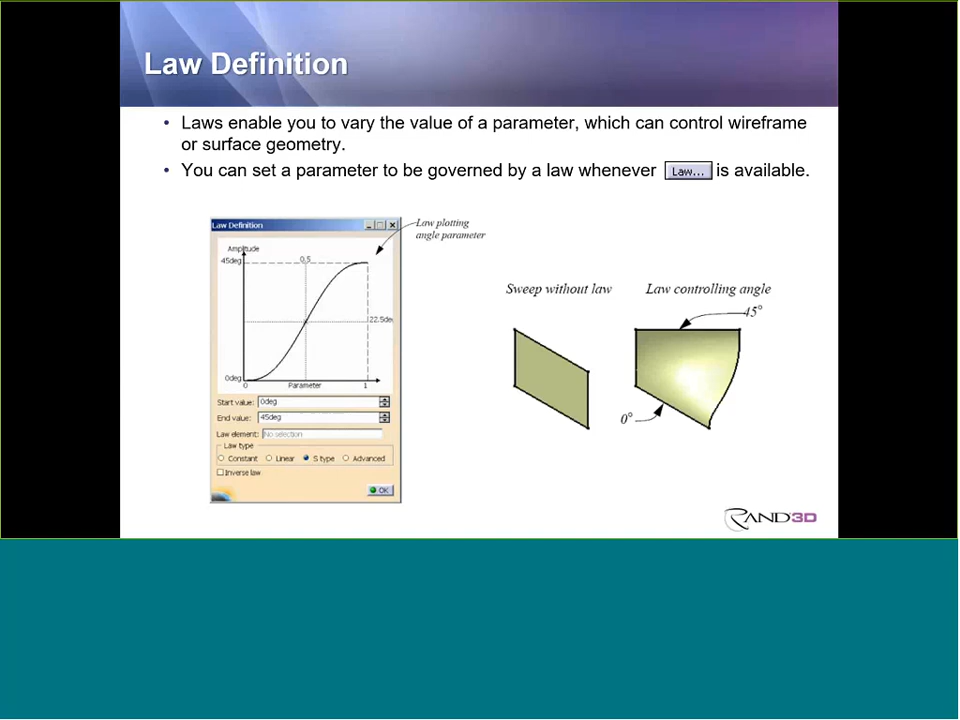 Law Definition
• Laws enable you to vary the value of a parameter, which can control wireframe
or surface geometry.
• You can set a parameter to be governed by a law whenever Law... is available.
Law Definition
Law plotting
angle parameter
Amplitude
45deg
0.5
22.5de
0deg
0
Parameter
1
Start value: 0deg
End value: 45deg
Law element: No selection
Law type
Constant Linear S type Advanced
Inverse law
OK
Sweep without law
Law controlling angle
45°
0°
RAND3D